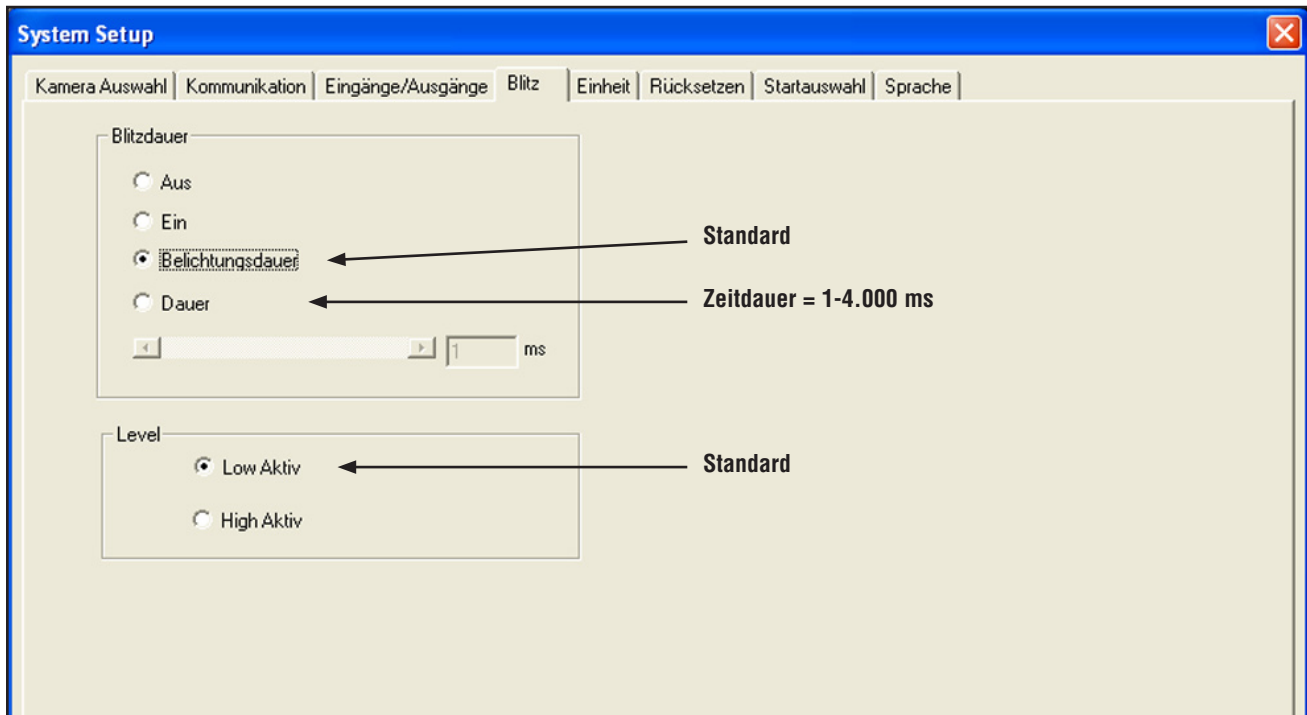 System Setup
Kamera Auswahl Kommunikation Eingänge/Ausgänge Blitz Einheit Rücksetzen Startauswahl Sprache
Blitzdauer
Aus
Ein
Belichtungsdauer
Standard
Dauer
Zeitdauer = 1-4.000 ms
1 ms
Level
Low Aktiv
Standard
High Aktiv